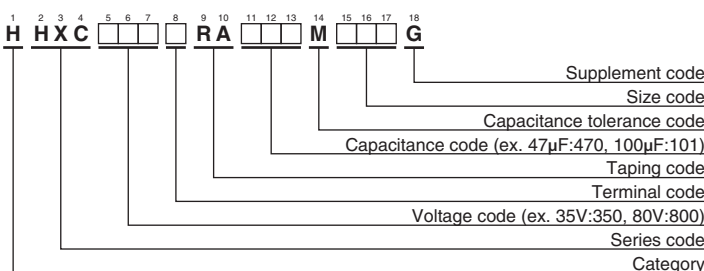 1 2 3 4 5 6 7 8 9 10 11 12 13 14 15 16 17 18
H HXC RA M G
Supplement code
Size code
Capacitance tolerance code
Capacitance code (ex. 47µF:470, 100µF:101)
Taping code
Terminal code
Voltage code (ex. 35V:350, 80V:800)
Series code
Category